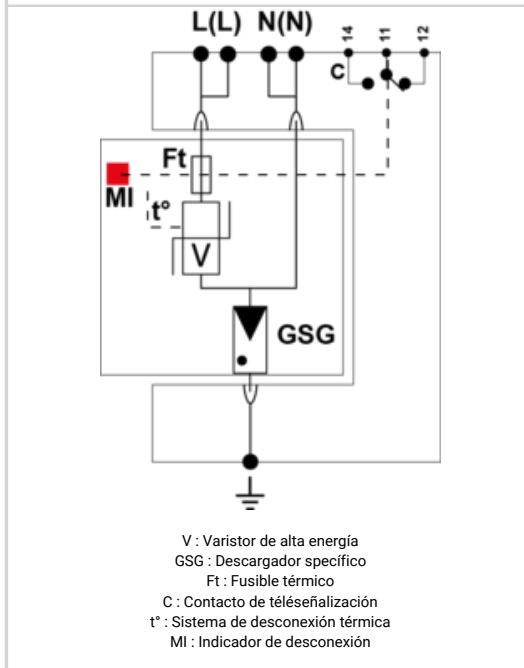 L(L) N(N)
14 11 12
C
Ft
MI
t°
V
GSG
V : Varistor de alta energía
GSG : Descargador specífico
Ft : Fusible térmico
C : Contacto de téléseñalización
t° : Sistema de desconexión térmica
MI : Indicador de desconexión